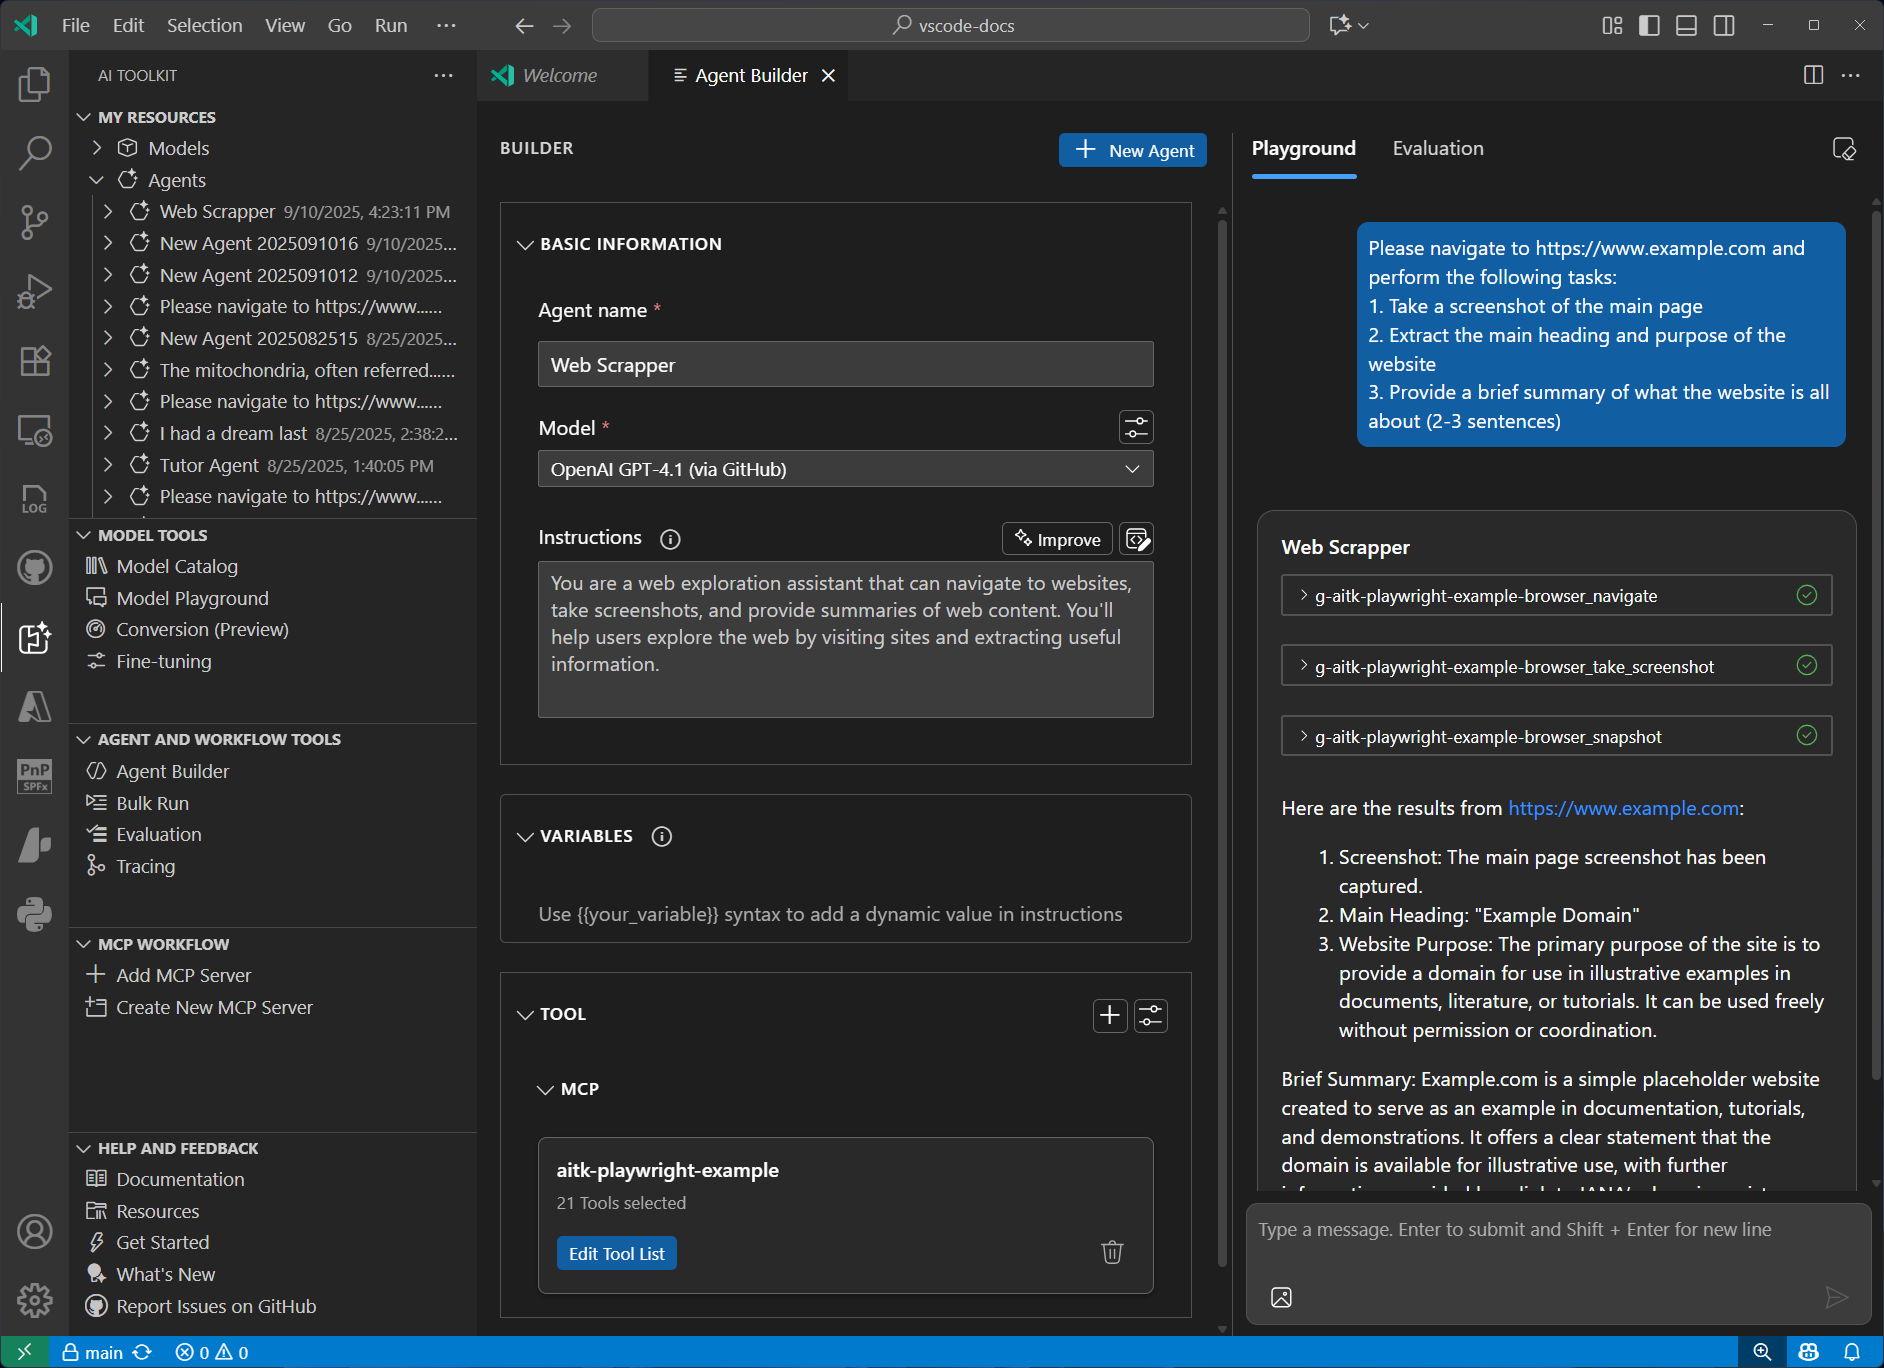 File Edit Selection View Go Run ···
vscode-docs
AI TOOLKIT
MY RESOURCES
Models
Agents
Web Scrapper 9/10/2025, 4:23:11 PM
New Agent 2025091016 9/10/2025...
New Agent 2025091012 9/10/2025...
Please navigate to https://www......
New Agent 2025082515 8/25/2025...
The mitochondria, often referred......
Please navigate to https://www......
I had a dream last 8/25/2025, 2:38:2...
Tutor Agent 8/25/2025, 1:40:05 PM
Please navigate to https://www......
MODEL TOOLS
Model Catalog
Model Playground
Conversion (Preview)
Fine-tuning
AGENT AND WORKFLOW TOOLS
Agent Builder
Bulk Run
Evaluation
Tracing
MCP WORKFLOW
Add MCP Server
Create New MCP Server
HELP AND FEEDBACK
Documentation
Resources
Get Started
What's New
Report Issues on GitHub
LOG
PnP
SPFx
Welcome
Agent Builder
BUILDER
New Agent
BASIC INFORMATION
Agent name *
Web Scrapper
Model *
OpenAI GPT-4.1 (via GitHub)
Instructions
Improve
You are a web exploration assistant that can navigate to websites,
take screenshots, and provide summaries of web content. You'll
help users explore the web by visiting sites and extracting useful
information.
VARIABLES
Use {{your_variable}} syntax to add a dynamic value in instructions
TOOL
MCP
aitk-playwright-example
21 Tools selected
Edit Tool List
Playground
Evaluation
Please navigate to https://www.example.com and
perform the following tasks:
1. Take a screenshot of the main page
2. Extract the main heading and purpose of the
website
3. Provide a brief summary of what the website is all
about (2-3 sentences)
Web Scrapper
g-aitk-playwright-example-browser_navigate
g-aitk-playwright-example-browser_take_screenshot
g-aitk-playwright-example-browser_snapshot
Here are the results from https://www.example.com:
1. Screenshot: The main page screenshot has been
captured.
2. Main Heading: "Example Domain"
3. Website Purpose: The primary purpose of the site is to
provide a domain for use in illustrative examples in
documents, literature, or tutorials. It can be used freely
without permission or coordination.
Brief Summary: Example.com is a simple placeholder website
created to serve as an example in documentation, tutorials,
and demonstrations. It offers a clear statement that the
domain is available for illustrative use, with further
Type a message. Enter to submit and Shift + Enter for new line
main
0
0